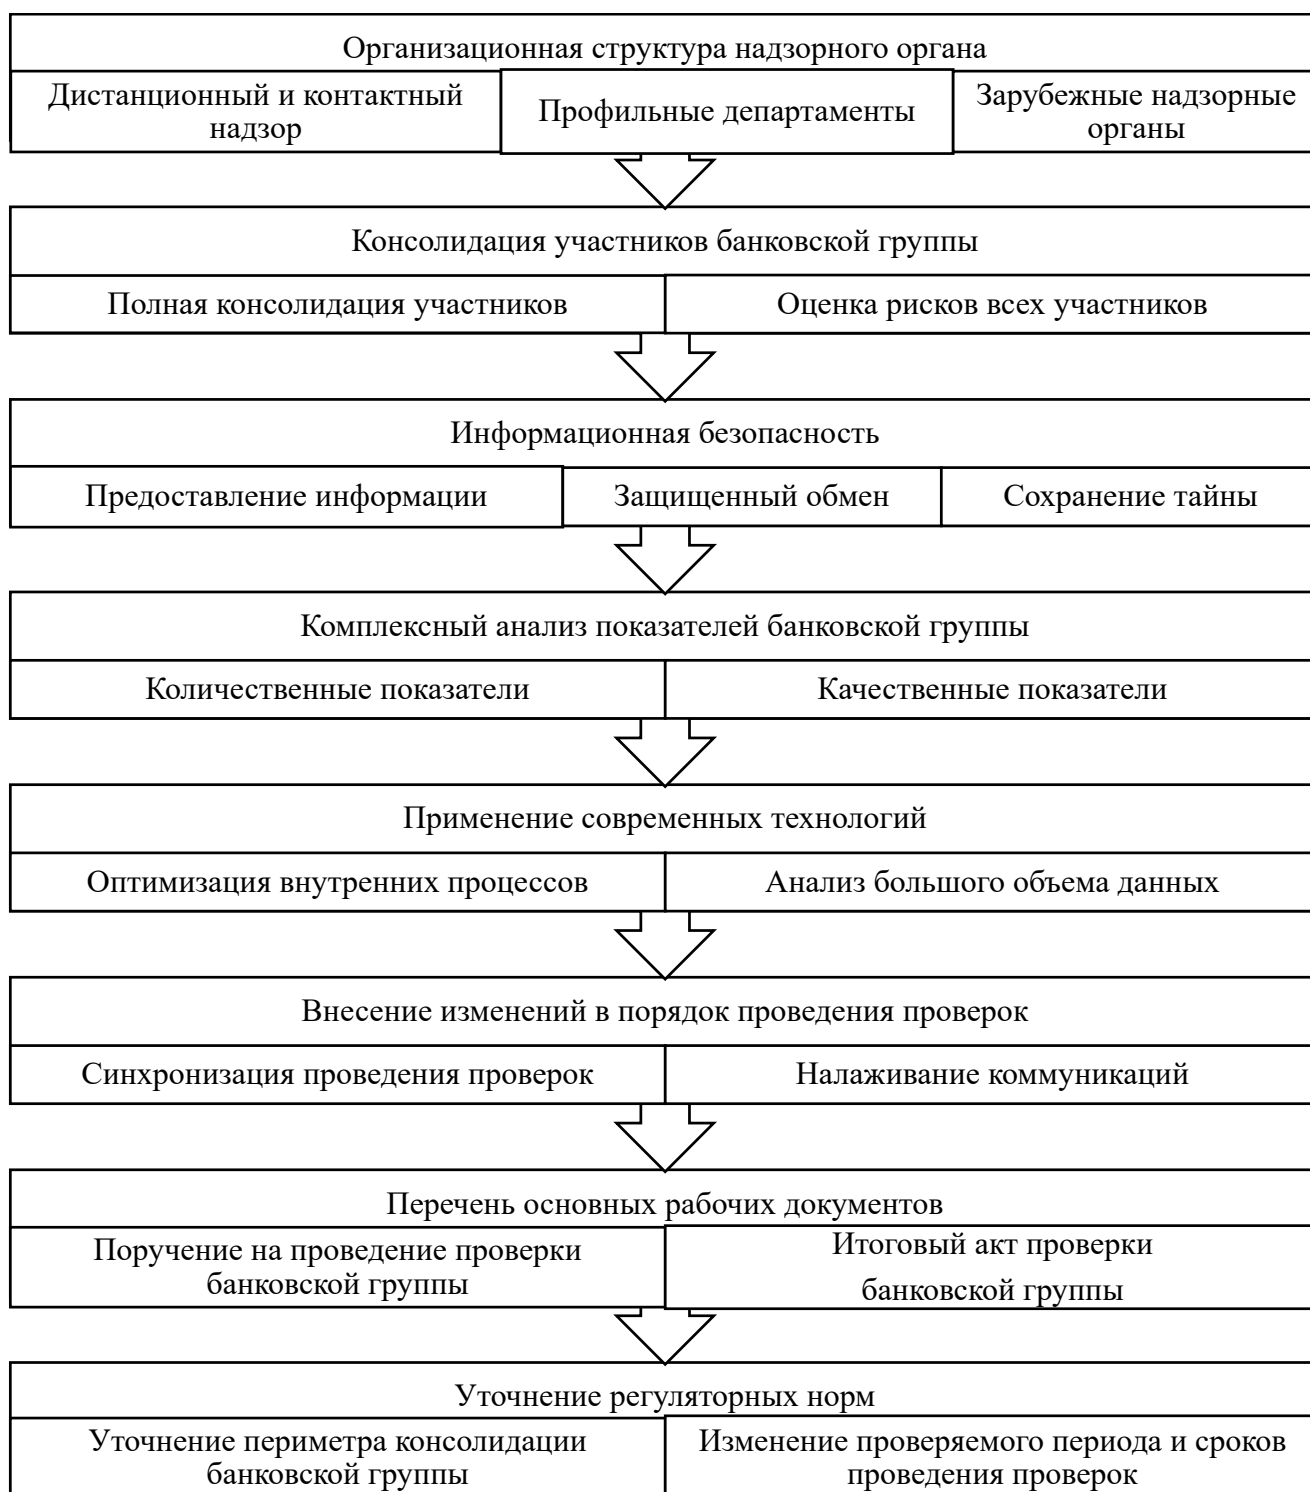 Организационная структура надзорного органа
Дистанционный и контактный
надзор
Профильные департаменты
Зарубежные надзорные
органы
Консолидация участников банковской группы
Полная консолидация участников
Оценка рисков всех участников
Информационная безопасность
Предоставление информации
Защищенный обмен
Сохранение тайны
Комплексный анализ показателей банковской группы
Количественные показатели
Качественные показатели
Применение современных технологий
Оптимизация внутренних процессов
Анализ большого объема данных
Внесение изменений в порядок проведения проверок
Синхронизация проведения проверок
Налаживание коммуникаций
Перечень основных рабочих документов
Поручение на проведение проверки
банковской группы
Итоговый акт проверки
банковской группы
Уточнение регуляторных норм
Уточнение периметра консолидации
банковской группы
Изменение проверяемого периода и сроков
проведения проверок